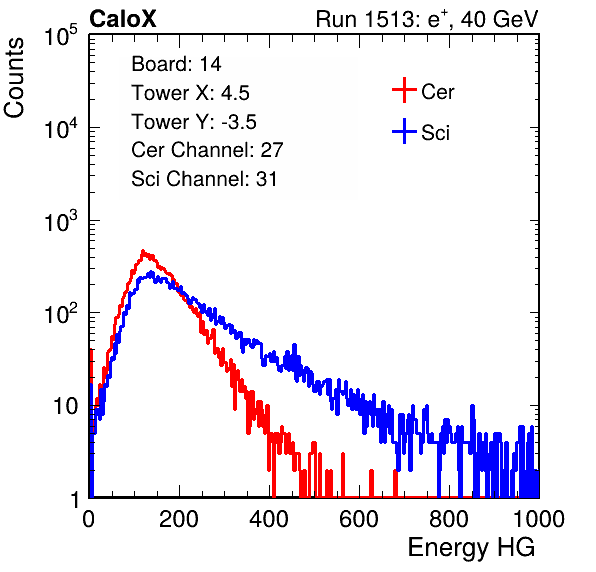 CaloX Run 1513: e⁺, 40 GeV
Counts
10⁵
10⁴
10³
10²
10
1
Board: 14
Tower X: 4.5
Tower Y: -3.5
Cer Channel: 27
Sci Channel: 31
Cer
Sci
0 200 400 600 800 1000
Energy HG